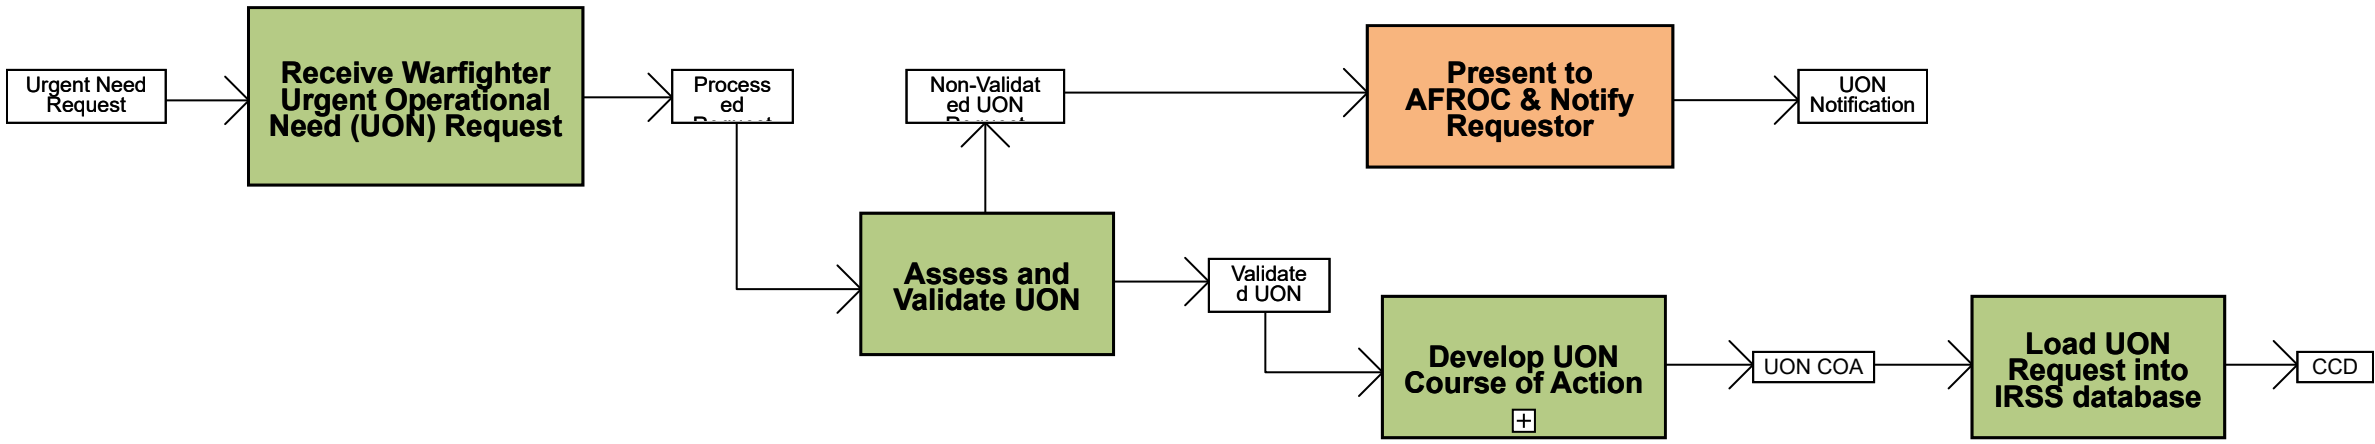 Urgent Need
Request
Receive Warfighter
Urgent Operational
Need (UON) Request
Process
ed
Request
Non-Validat
ed UON
Request
Present to
AFROC & Notify
Requestor
UON
Notification
Assess and
Validate UON
Validate
d UON
Develop UON
Course of Action
UON COA
Load UON
Request into
IRSS database
CCD